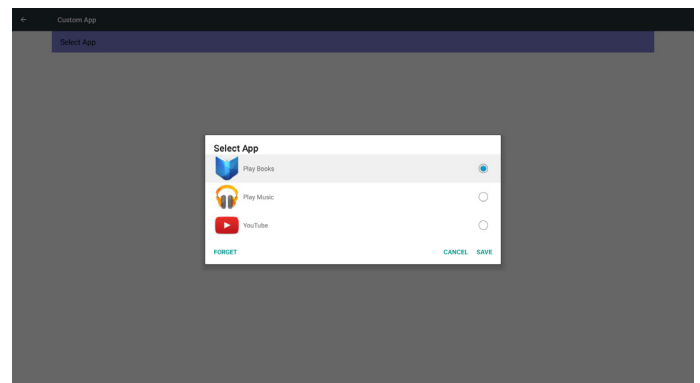 Custom App
Select App
Select App
Play Books
Play Music
YouTube
FORGET CANCEL SAVE